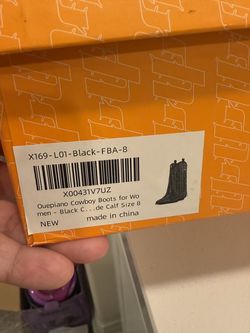 X169-L01-Black-FBA-8
X00431V7UZ
Ouepiano Cowboy Boots for Wo
men - Black C...de Calf Size 8
NEW
made in china